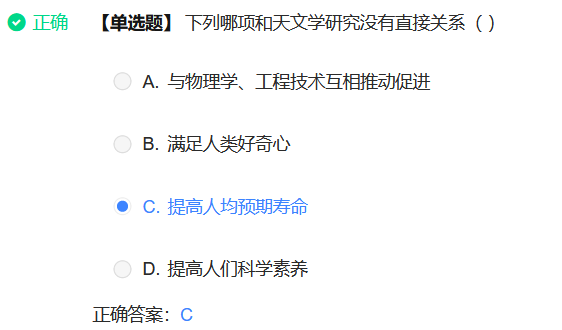 正确 【单选题】 下列哪项和天文学研究没有直接关系（ ）
A. 与物理学、工程技术互相推动促进
B. 满足人类好奇心
C. 提高人均预期寿命
D. 提高人们科学素养
正确答案：C